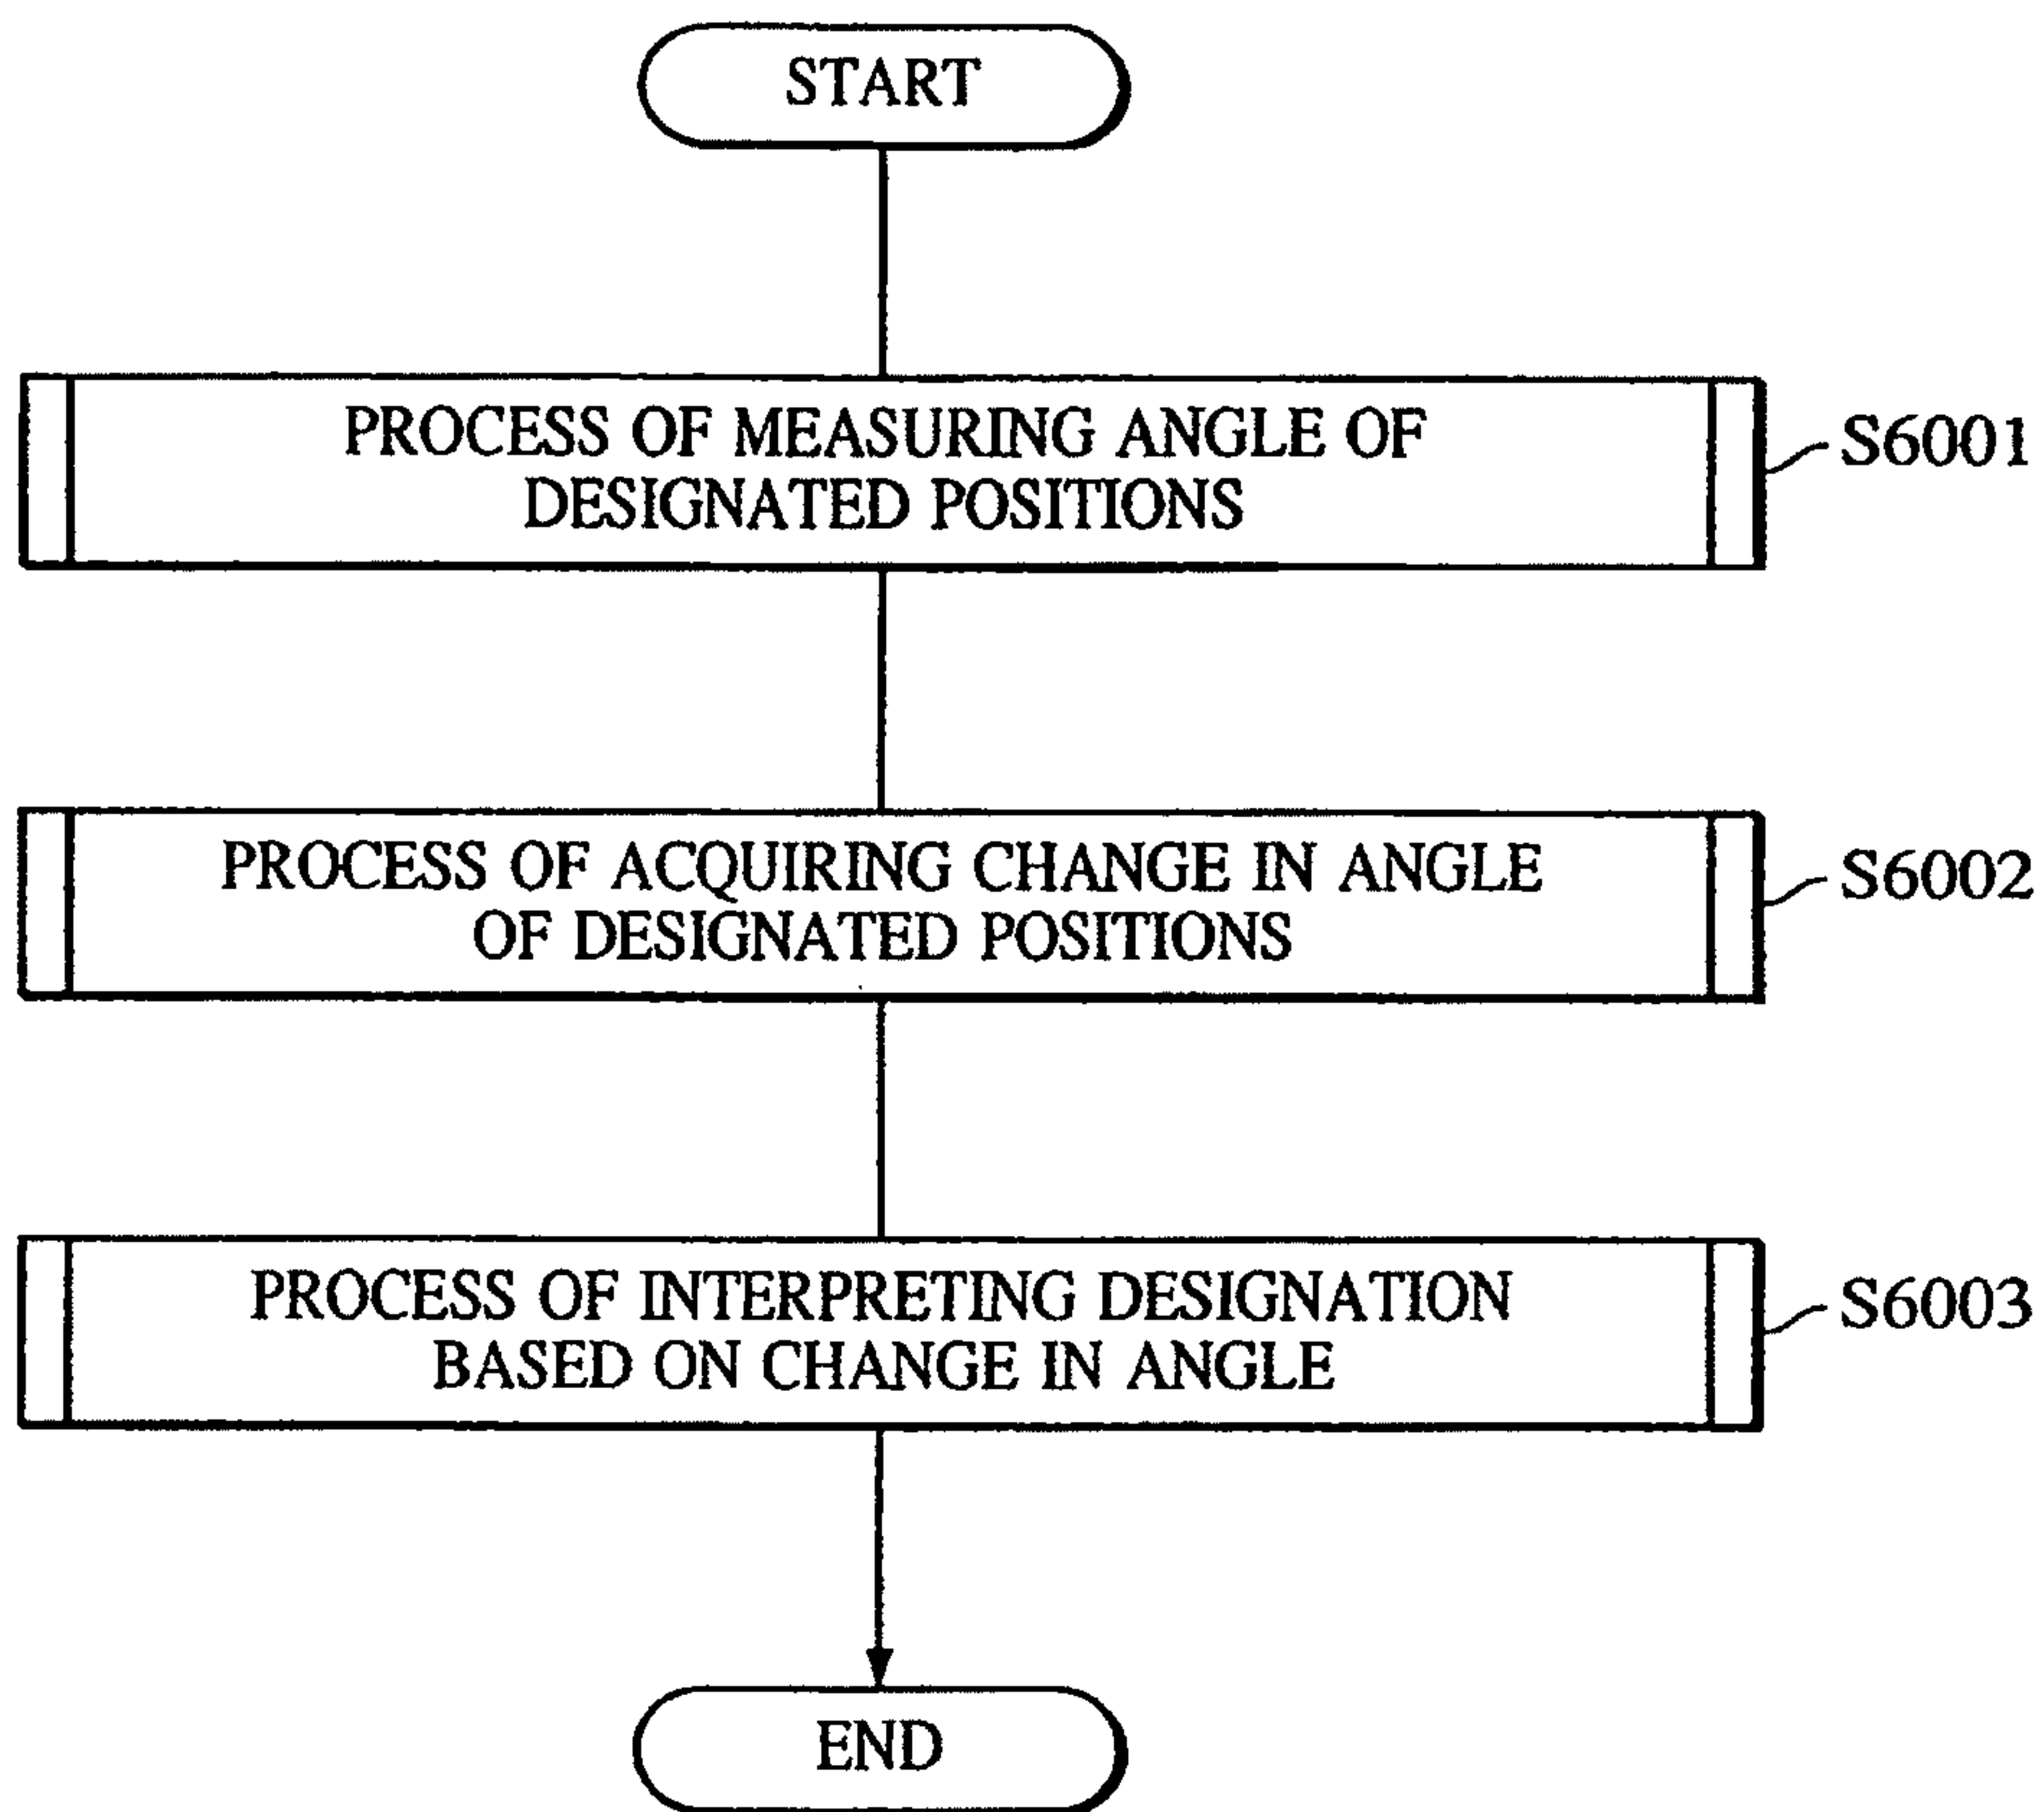 START
PROCESS OF MEASURING ANGLE OF
DESIGNATED POSITIONS
S6001
PROCESS OF ACQUIRING CHANGE IN ANGLE
OF DESIGNATED POSITIONS
S6002
PROCESS OF INTERPRETING DESIGNATION
BASED ON CHANGE IN ANGLE
S6003
END